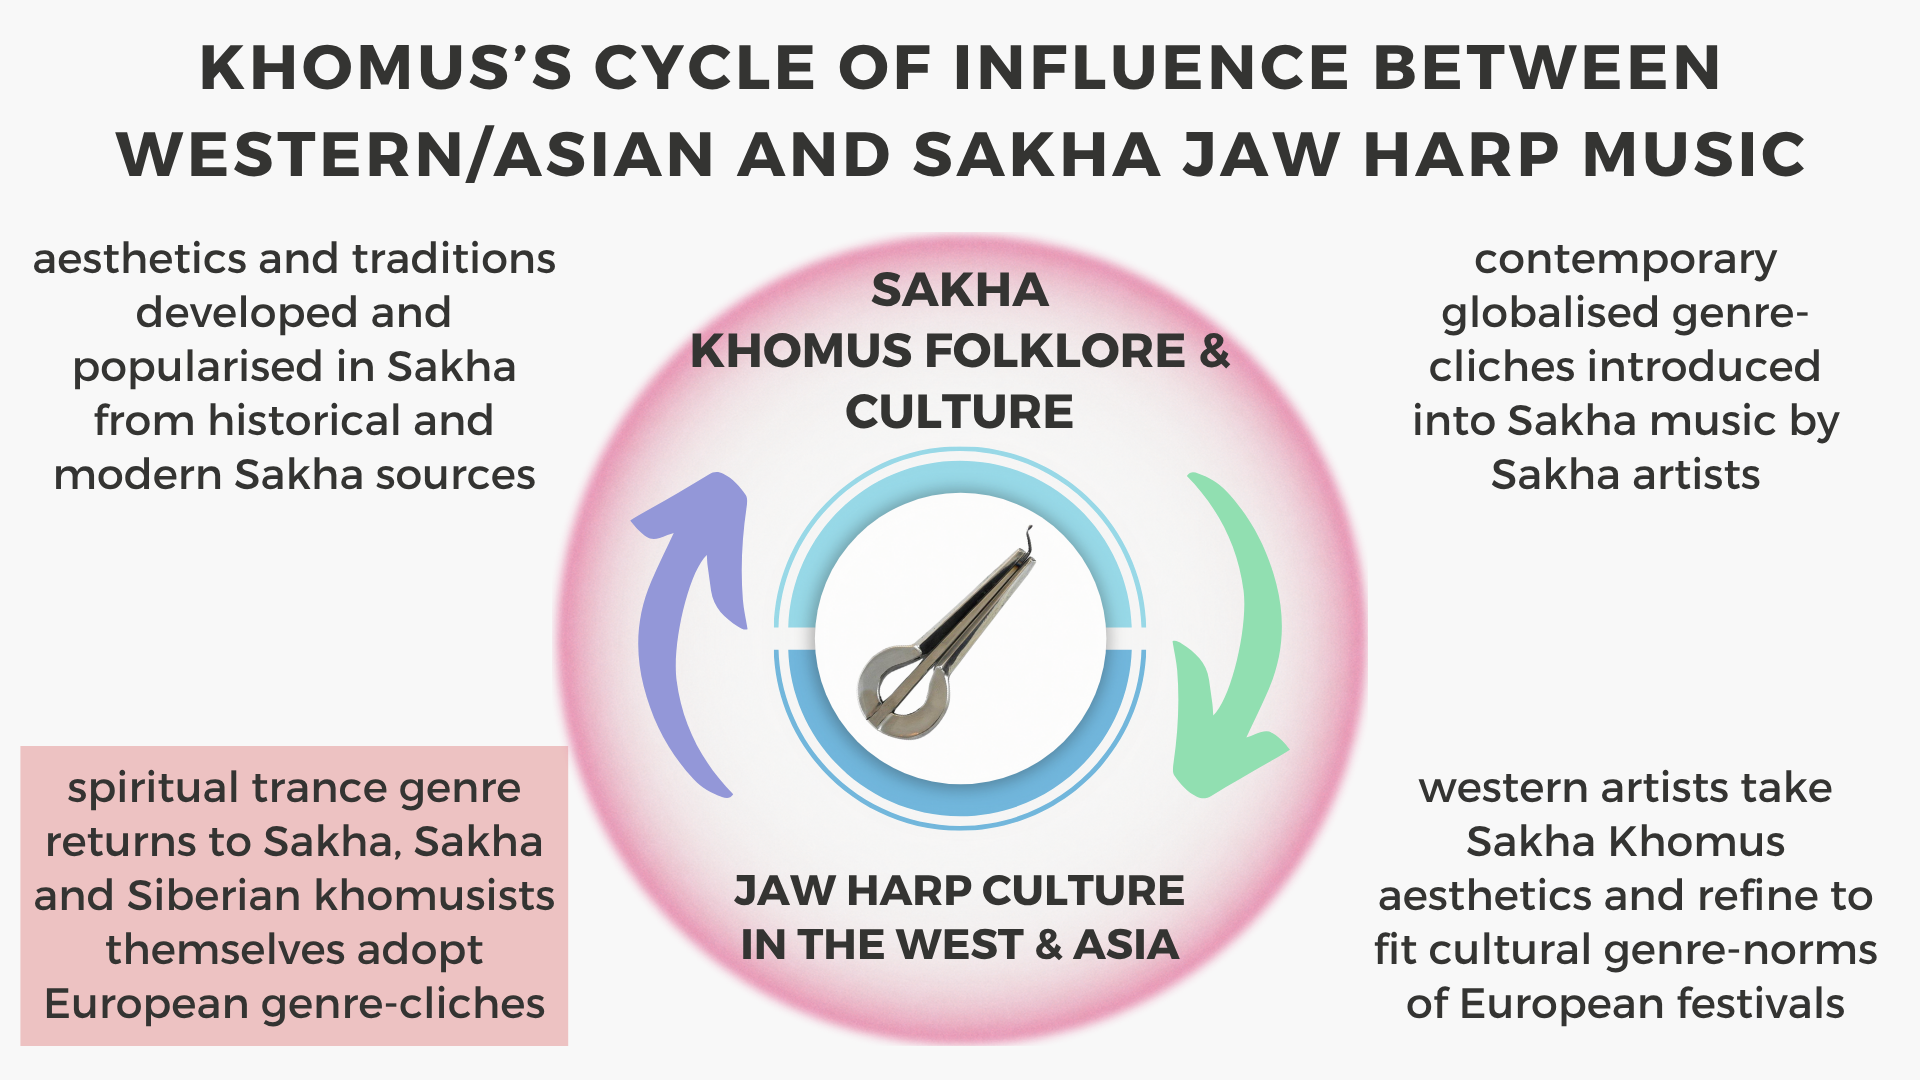 KHOMUS’S CYCLE OF INFLUENCE BETWEEN
WESTERN/ASIAN AND SAKHA JAW HARP MUSIC
aesthetics and traditions
developed and
popularised in Sakha
from historical and
modern Sakha sources
SAKHA
KHOMUS FOLKLORE &
CULTURE
contemporary
globalised genre-
cliches introduced
into Sakha music by
Sakha artists
spiritual trance genre
returns to Sakha, Sakha
and Siberian khomusists
themselves adopt
European genre-cliches
JAW HARP CULTURE
IN THE WEST & ASIA
western artists take
Sakha Khomus
aesthetics and refine to
fit cultural genre-norms
of European festivals